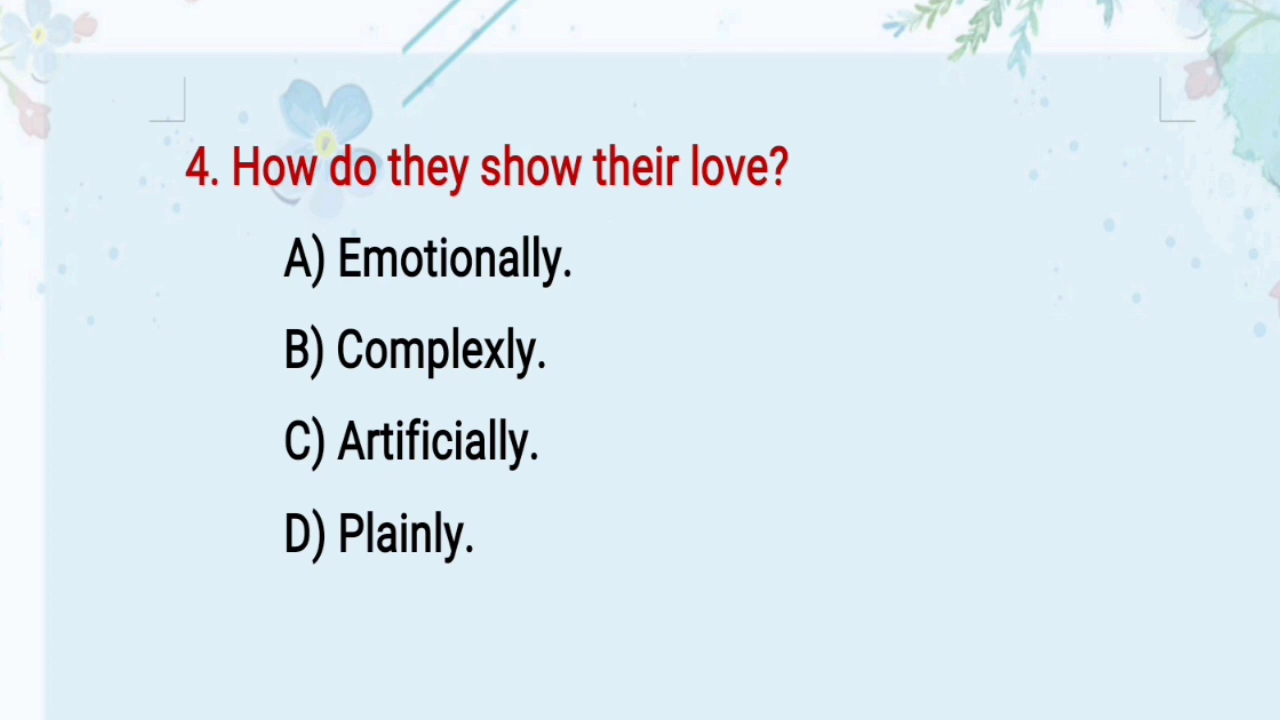 4. How do they show their love?
A) Emotionally.
B) Complexly.
C) Artificially.
D) Plainly.